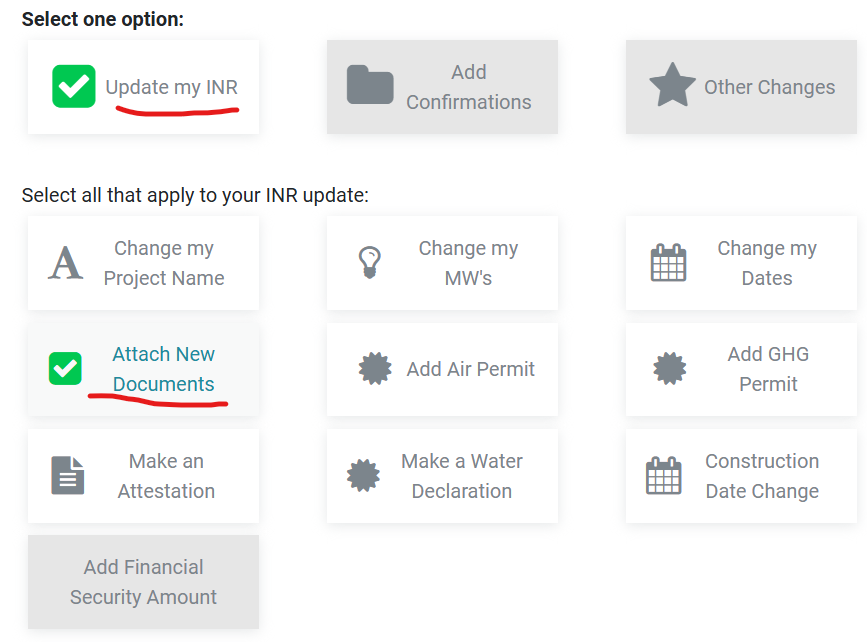 Select one option:
Update my INR
Add
Confirmations
Other Changes
Select all that apply to your INR update:
Change my
Project Name
Change my
MW's
Change my
Dates
Attach New
Documents
Add Air Permit
Add GHG
Permit
Make an
Attestation
Make a Water
Declaration
Construction
Date Change
Add Financial
Security Amount